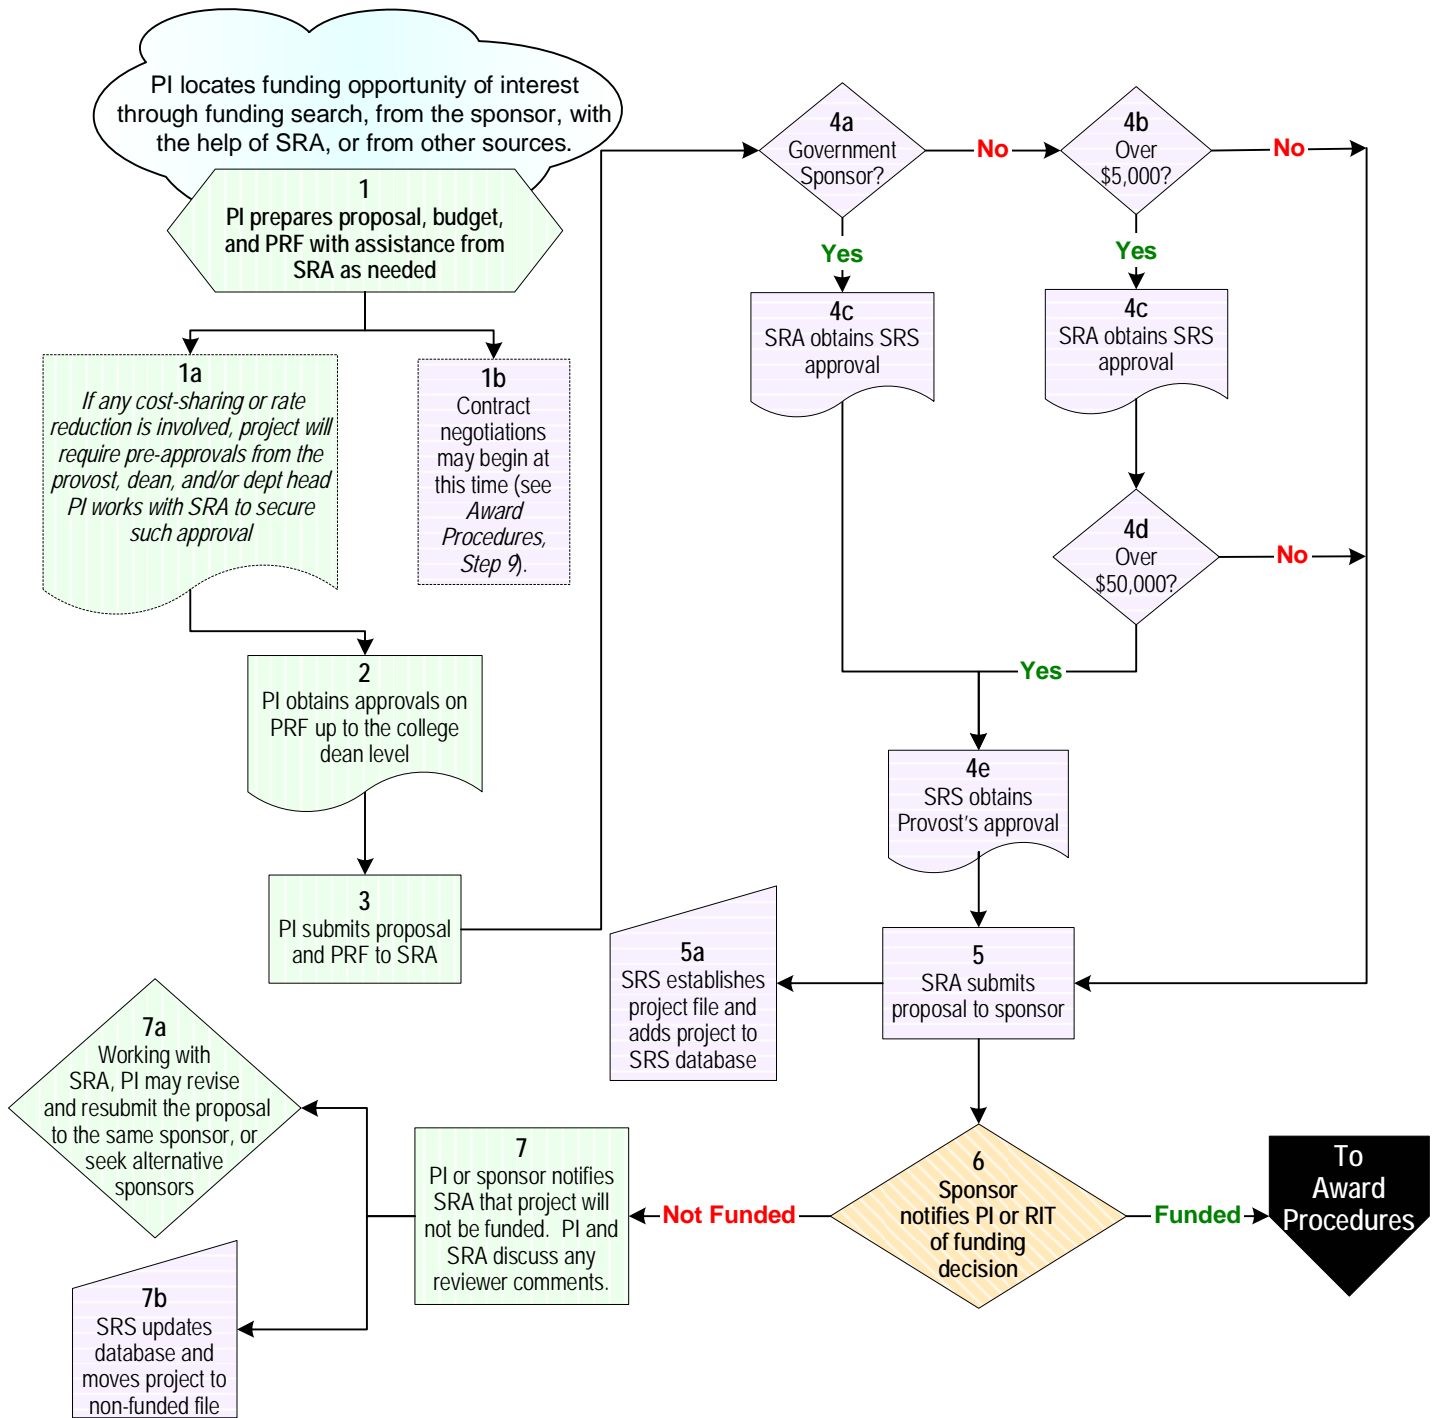 PI locates funding opportunity of interest
through funding search, from the sponsor, with
the help of SRA, or from other sources.
1
PI prepares proposal, budget,
and PRF with assistance from
SRA as needed
1a
If any cost-sharing or rate
reduction is involved, project will
require pre-approvals from the
provost, dean, and/or dept head
PI works with SRA to secure
such approval
1b
Contract
negotiations
may begin at
this time (see
Award
Procedures,
Step 9).
2
PI obtains approvals on
PRF up to the college
dean level
3
PI submits proposal
and PRF to SRA
4a
Government
Sponsor?
No
4b
Over
$5,000?
No
Yes
Yes
4c
SRA obtains SRS
approval
4c
SRA obtains SRS
approval
4d
Over
$50,000?
No
Yes
4e
SRS obtains
Provost's approval
5
SRA submits
proposal to sponsor
5a
SRS establishes
project file and
adds project to
SRS database
6
Sponsor
notifies PI or RIT
of funding
decision
Funded
To
Award
Procedures
Not Funded
7
PI or sponsor notifies
SRA that project will
not be funded.  PI and
SRA discuss any
reviewer comments.
7a
Working with
SRA, PI may revise
and resubmit the proposal
to the same sponsor, or
seek alternative
sponsors
7b
SRS updates
database and
moves project to
non-funded file